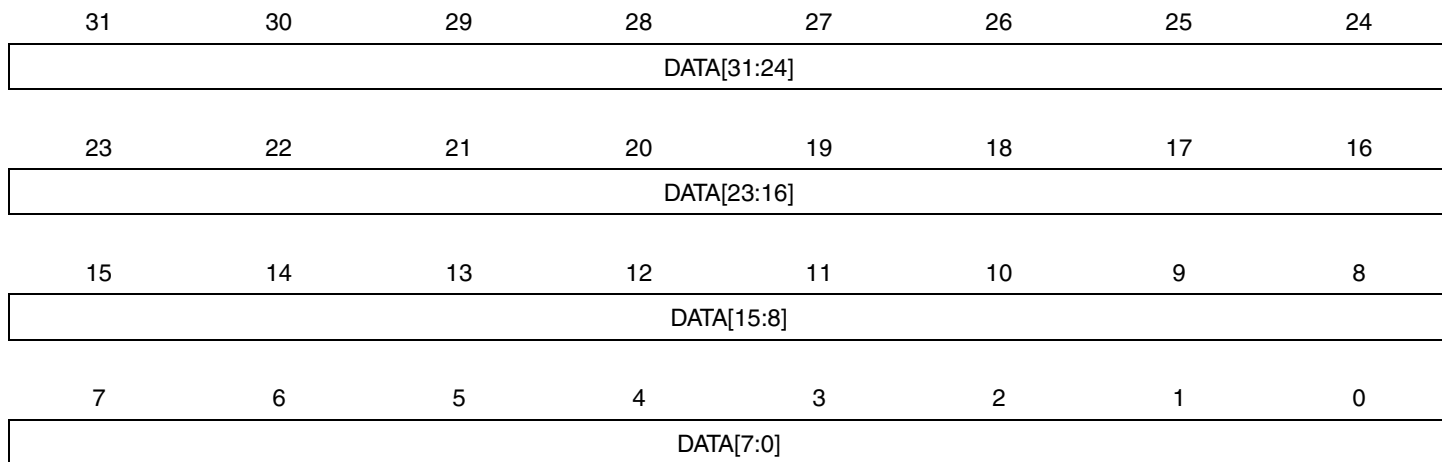 31 30 29 28 27 26 25 24
DATA[31:24]
23 22 21 20 19 18 17 16
DATA[23:16]
15 14 13 12 11 10 9 8
DATA[15:8]
7 6 5 4 3 2 1 0
DATA[7:0]